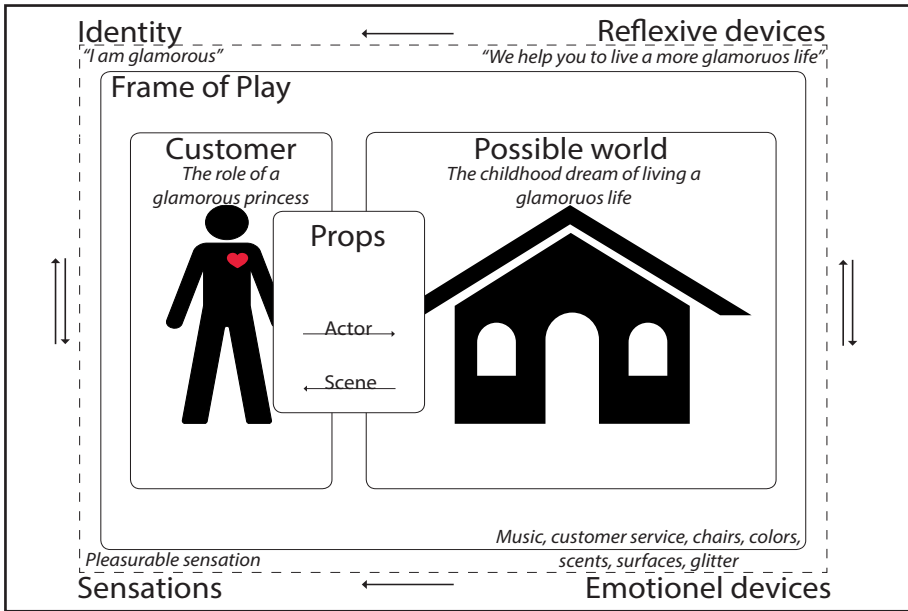 Identity
Reflexive devices
"I am glamorous"
"We help you to live a more glamoruos life"
Frame of Play
Customer
The role of a
glamorous princess
Possible world
The childhood dream of living a
glamoruos life
Props
Actor
Scene
Pleasurable sensation
Music, customer service, chairs, colors,
scents, surfaces, glitter
Sensations
Emotionel devices